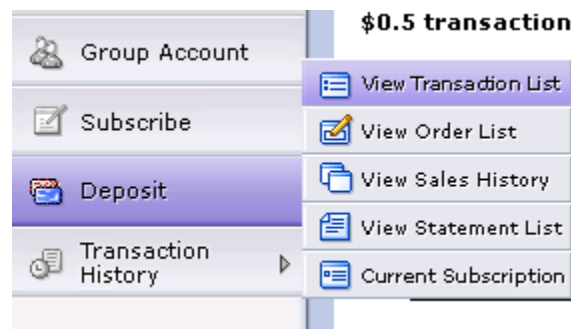 $0.5 transaction
Group Account
Subscribe
Deposit
Transaction
History
View Transaction List
View Order List
View Sales History
View Statement List
Current Subscription